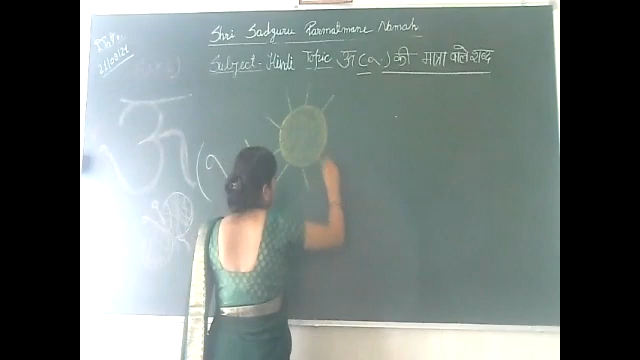 Shri Sadguru Parmatmane Namah
Subject - Hindi Topic ऊ ( ू ) की मात्रा वाले शब्द
ऊ ( ू